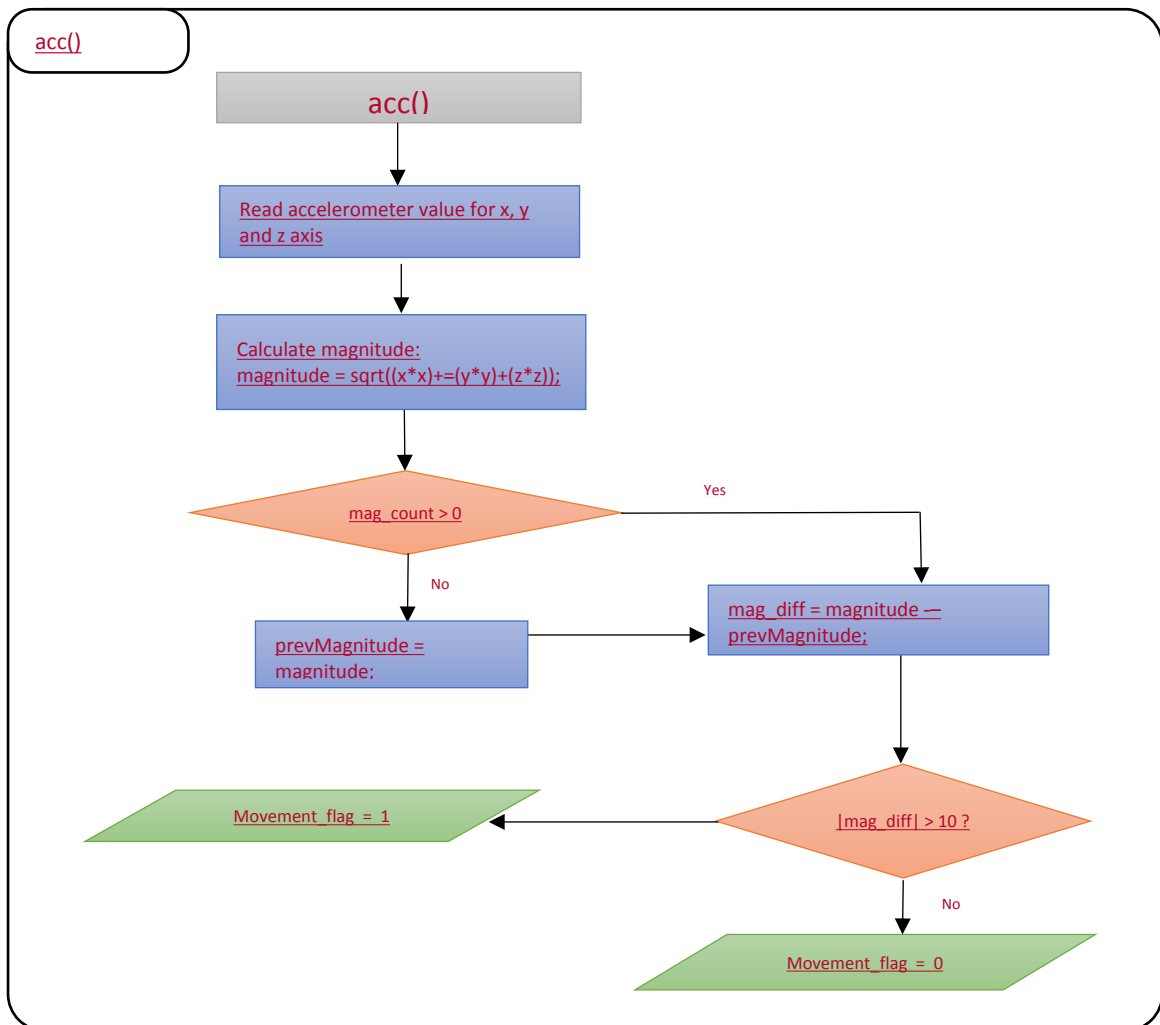 acc()
acc()
Read accelerometer value for x, y
and z axis
Calculate magnitude:
magnitude = sqrt((x*x)+=(y*y)+(z*z));
mag_count > 0
Yes
No
prevMagnitude =
magnitude;
mag_diff = magnitude -–
prevMagnitude;
|mag_diff| > 10 ?
Movement_flag = 1
No
Movement_flag = 0